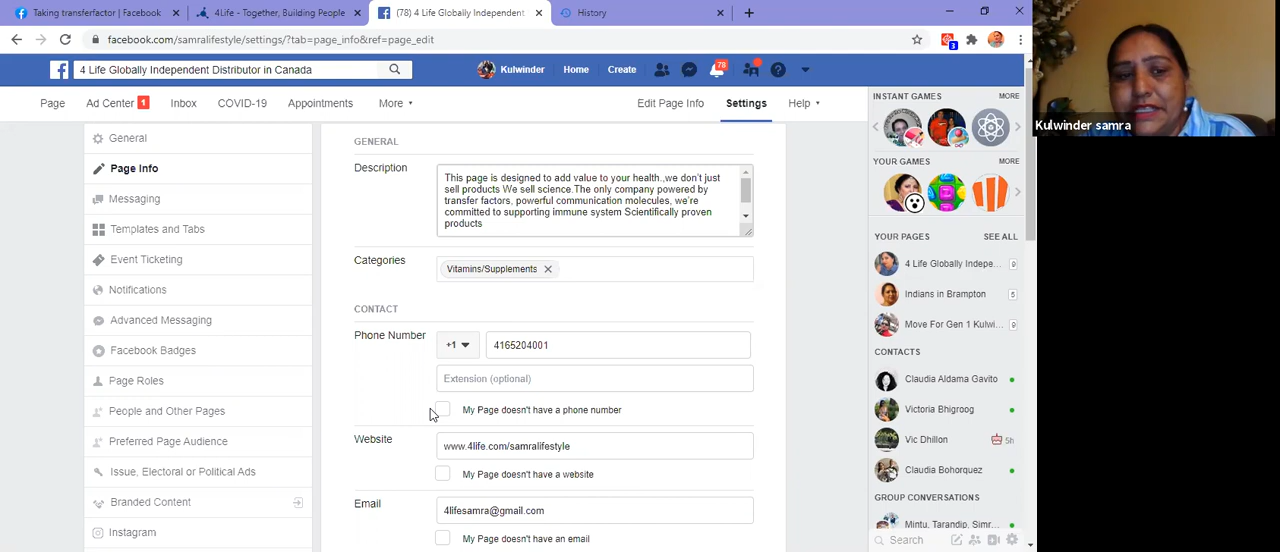 Taking transferfactor | Facebook
4Life - Together, Building People
(78) 4 Life Globally Independent
History
facebook.com/samralifestyle/settings/?tab=page_info&ref=page_edit
3
4 Life Globally Independent Distributor in Canada
Kulwinder
Home
Create
78
Page
Ad Center 1
Inbox
COVID-19
Appointments
More
Edit Page Info
Settings
Help
General
Page Info
Messaging
Templates and Tabs
Event Ticketing
Notifications
Advanced Messaging
Facebook Badges
Page Roles
People and Other Pages
Preferred Page Audience
Issue, Electoral or Political Ads
Branded Content
Instagram
GENERAL
Description
This page is designed to add value to your health.,we don't just
sell products We sell science.The only company powered by
transfer factors, powerful communication molecules, we're
committed to supporting immune system Scientifically proven
products
Categories
Vitamins/Supplements
CONTACT
Phone Number
+1
4165204001
Extension (optional)
My Page doesn't have a phone number
Website
www.4life.com/samralifestyle
My Page doesn't have a website
Email
4lifesamra@gmail.com
My Page doesn't have an email
INSTANT GAMES
MORE
YOUR GAMES
MORE
YOUR PAGES
SEE ALL
4 Life Globally Indepe...
9
Indians in Brampton
5
Move For Gen 1 Kulwi...
9
CONTACTS
Claudia Aldama Gavito
Victoria Bhigroog
Vic Dhillon
5h
Claudia Bohorquez
GROUP CONVERSATIONS
Mintu, Tarandip, Simr...
Search
Kulwinder samra